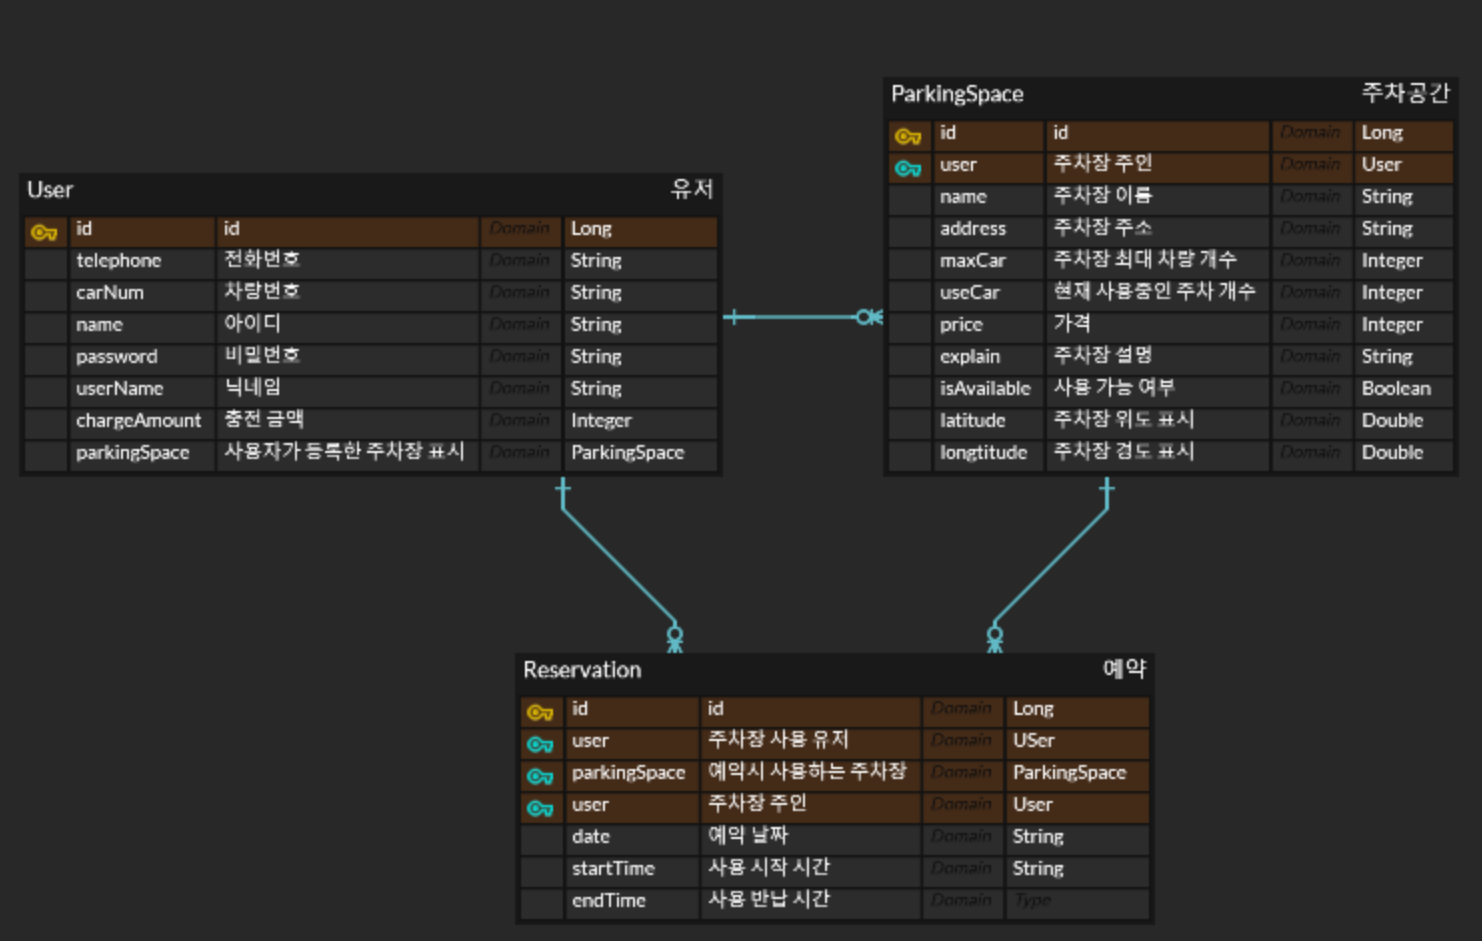 ParkingSpace 주차공간
id id Domain Long
user 주차장 주인 Domain User
name 주차장 이름 Domain String
address 주차장 주소 Domain String
maxCar 주차장 최대 차량 개수 Domain Integer
useCar 현재 사용중인 주차 개수 Domain Integer
price 가격 Domain Integer
explain 주차장 설명 Domain String
isAvailable 사용 가능 여부 Domain Boolean
latitude 주차장 위도 표시 Domain Double
longtitude 주차장 경도 표시 Domain Double
User 유저
id id Domain Long
telephone 전화번호 Domain String
carNum 차량번호 Domain String
name 아이디 Domain String
password 비밀번호 Domain String
userName 닉네임 Domain String
chargeAmount 충전 금액 Domain Integer
parkingSpace 사용자가 등록한 주차장 표시 Domain ParkingSpace
Reservation 예약
id id Domain Long
user 주차장 사용 유저 Domain USer
parkingSpace 예약시 사용하는 주차장 Domain ParkingSpace
user 주차장 주인 Domain User
date 예약 날짜 Domain String
startTime 사용 시작 시간 Domain String
endTime 사용 반납 시간 Domain Type